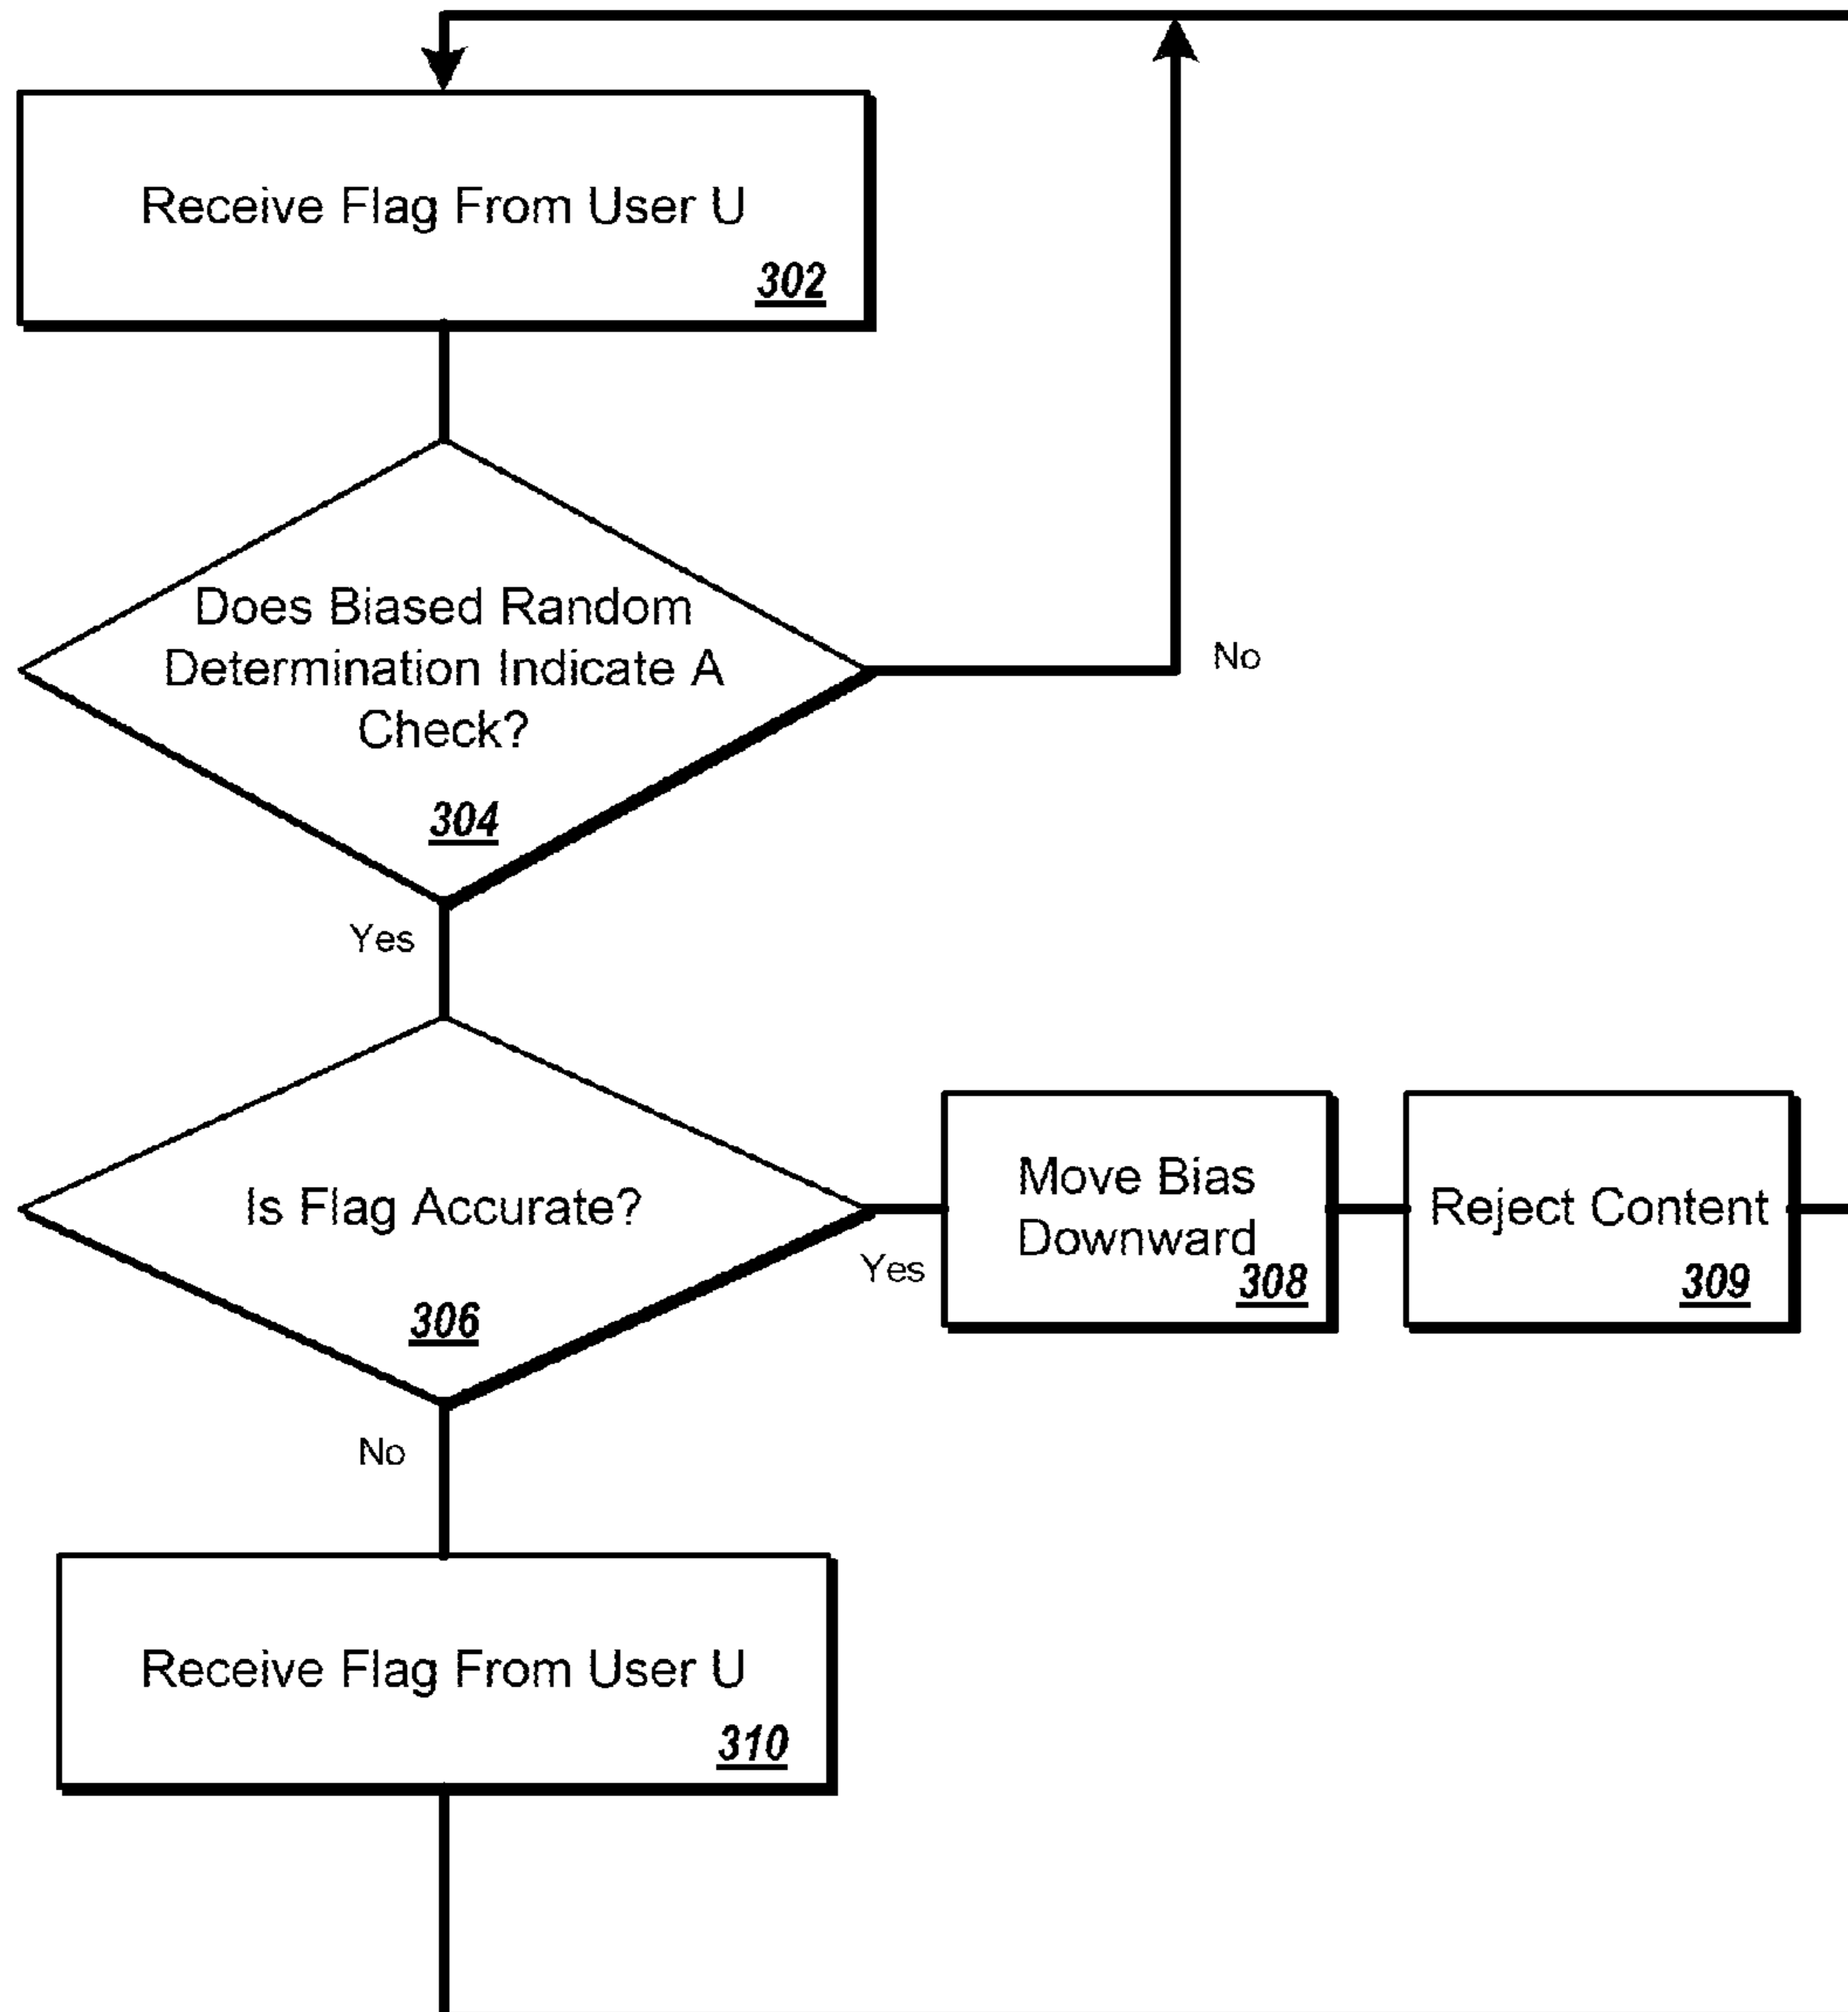 Receive Flag From User U
302
Does Biased Random
Determination Indicate A
Check?
304
No
Yes
Is Flag Accurate?
306
Yes
Move Bias
Downward
308
Reject Content
309
No
Receive Flag From User U
310